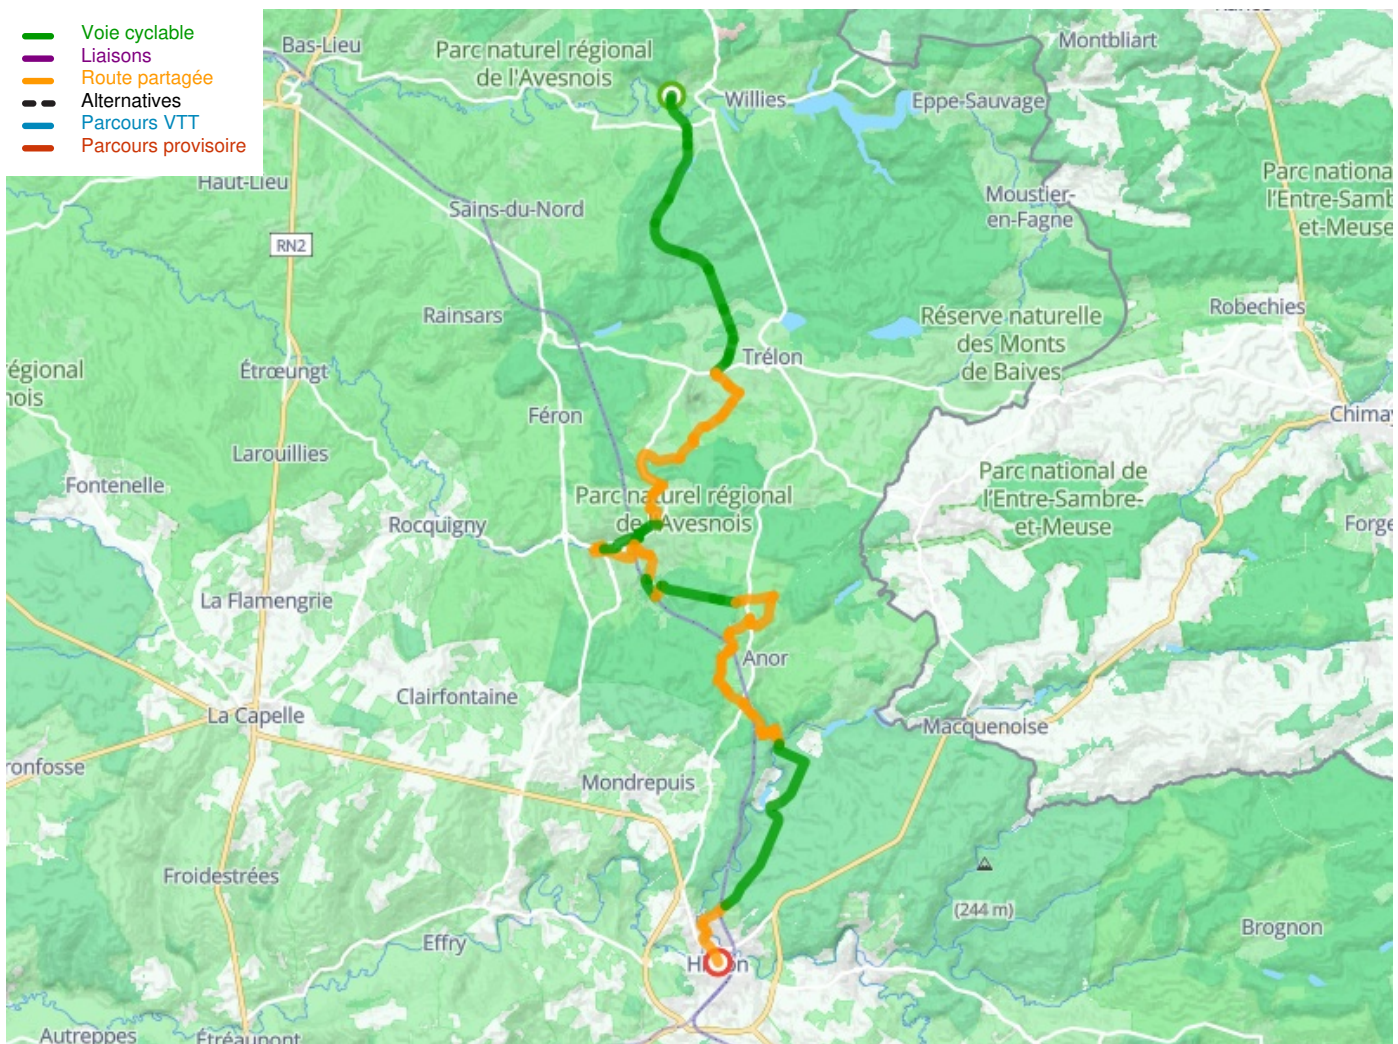 Voie cyclable
Liaisons
Route partagée
Alternatives
Parcours VTT
Parcours provisoire
Bas-Lieu
Parc naturel régional
de l'Avesnois
Montbliart
Willies
Eppe-Sauvage
Haut-Lieu
Sains-du-Nord
Moustier-
en-Fagne
Parc nationa
l'Entre-Samb
et-Meuse
RN2
Rainsars
Réserve naturelle
des Monts
de Baives
Robechies
Trélon
égional
nois
Étrœungt
Féron
Chimay
Larouillies
Fontenelle
Parc naturel régional
de l'Avesnois
Parc national de
l'Entre-Sambre-
et-Meuse
Rocquigny
Forge
La Flamengrie
Anor
Clairfontaine
La Capelle
Macquenoise
ronfosse
Mondrepuis
Froidestrées
(244 m)
Brognon
Effry
Hirson
Autreppes
Étréaupont